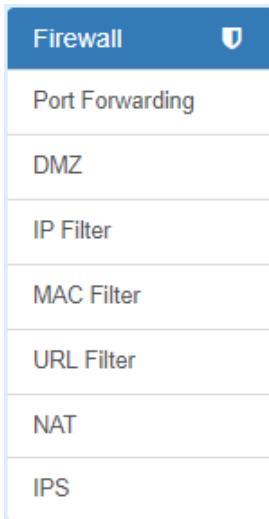 Firewall
Port Forwarding
DMZ
IP Filter
MAC Filter
URL Filter
NAT
IPS